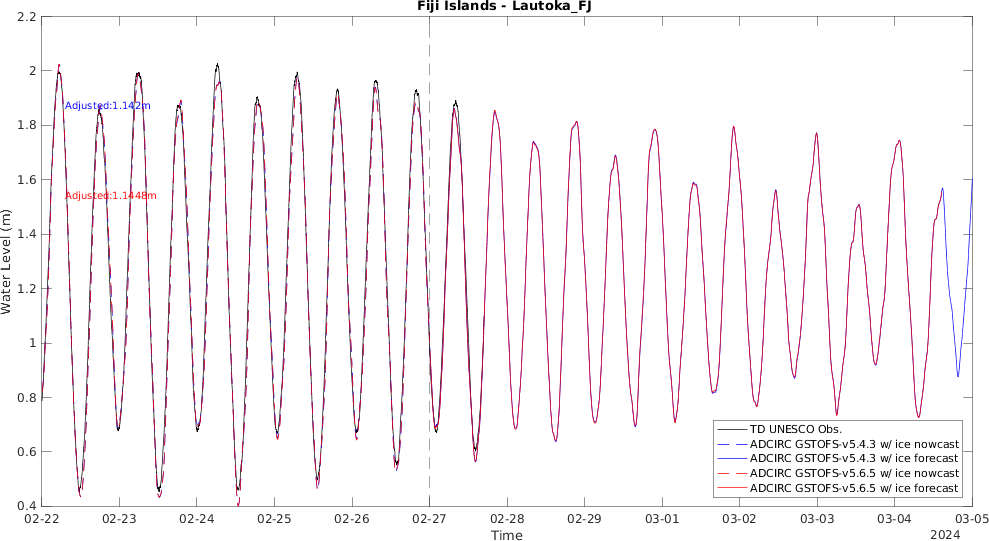 Fiji Islands - Lautoka_FJ
2.2
2
1.8
1.6
1.4
1.2
1
0.8
0.6
0.4
Water Level (m)
Adjusted:1.142m
Adjusted:1.1448m
TD UNESCO Obs.
ADCIRC GSTOFS-v5.4.3 w/ ice nowcast
ADCIRC GSTOFS-v5.4.3 w/ ice forecast
ADCIRC GSTOFS-v5.6.5 w/ ice nowcast
ADCIRC GSTOFS-v5.6.5 w/ ice forecast
02-22 02-23 02-24 02-25 02-26 02-27 02-28 02-29 03-01 03-02 03-03 03-04 03-05
Time
2024